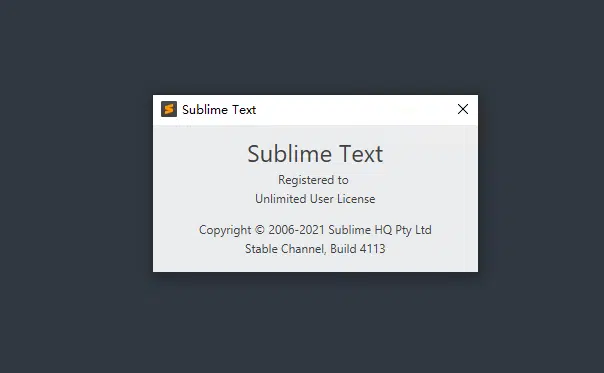 Sublime Text
Sublime Text
Registered to
Unlimited User License
Copyright © 2006-2021 Sublime HQ Pty Ltd
Stable Channel, Build 4113